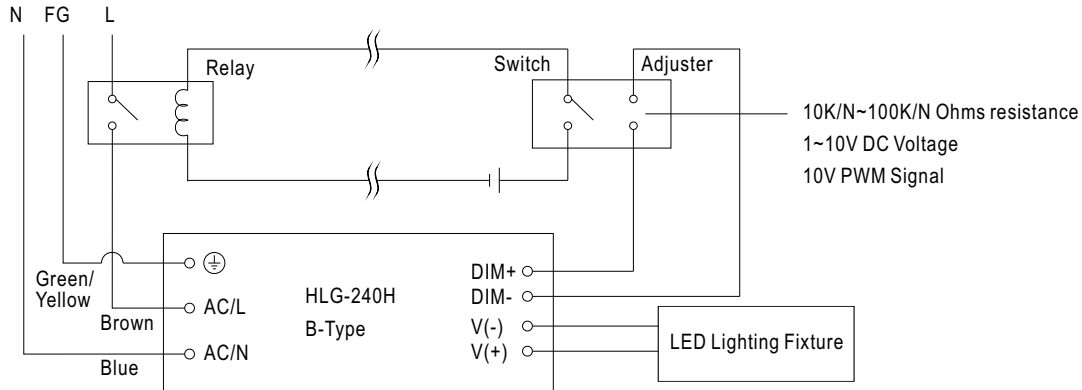 N FG L
Relay
Switch
Adjuster
10K/N~100K/N Ohms resistance
1~10V DC Voltage
10V PWM Signal
Green/
Yellow
Brown
Blue
AC/L
AC/N
HLG-240H
B-Type
DIM+
DIM-
V(-)
V(+)
LED Lighting Fixture